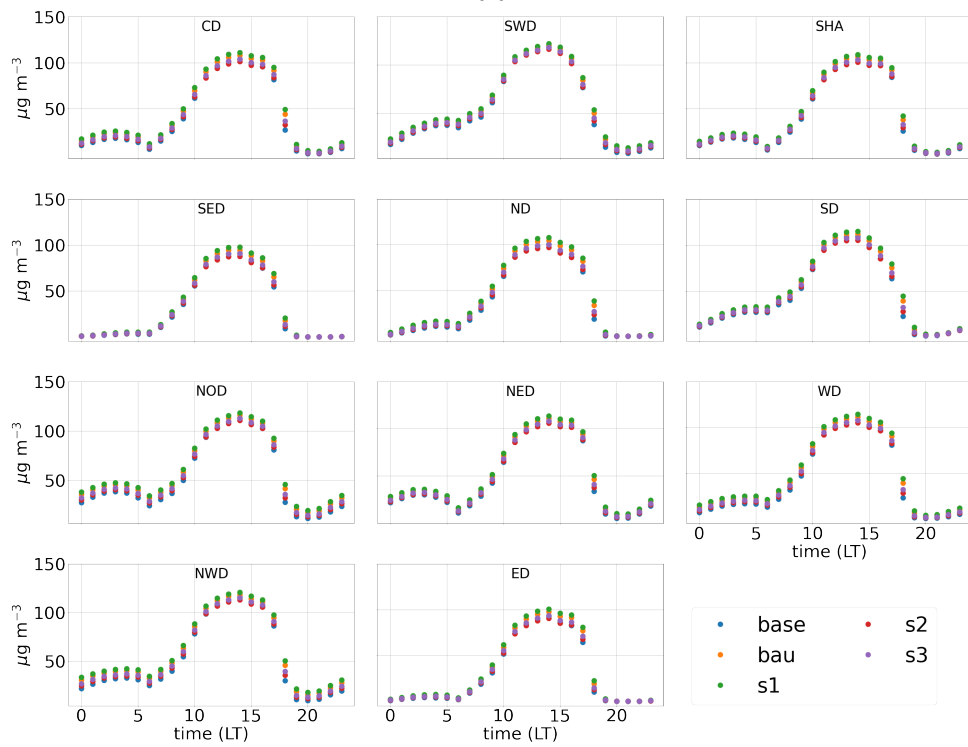 150 CD SWD SHA
100
50
μg m⁻³
150 SED ND SD
100
50
μg m⁻³
150 NOD NED WD
100
50
μg m⁻³
0 5 10 15 20
time (LT)
150 NWD ED
100
50
μg m⁻³
base s2
bau s3
s1
0 5 10 15 20 0 5 10 15 20
time (LT) time (LT)